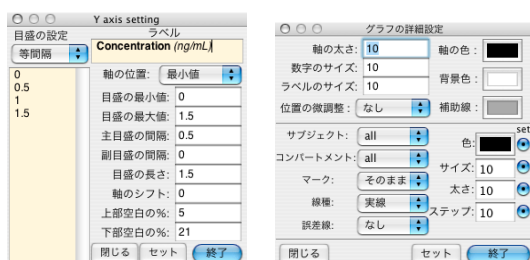 Y axis setting
目盛の設定
ラベル
等間隔
Concentration (ng/mL)
0
0.5
1
1.5
軸の位置: 最小値
目盛の最小値: 0
目盛の最大値: 1.5
主目盛の間隔: 0.5
副目盛の間隔: 0
目盛の長さ: 1.5
軸のシフト: 0
上部空白の%: 5
下部空白の%: 21
閉じる セット 終了
グラフの詳細設定
軸の太さ: 10 軸の色:
数字のサイズ: 10
ラベルのサイズ: 10 背景色:
位置の微調整: なし 補助線:
サブジェクト: all
set
色:
コンパートメント: all
サイズ: 10
マーク: そのまま
太さ: 10
線種: 実線
ステップ: 10
誤差線: なし
閉じる セット 終了